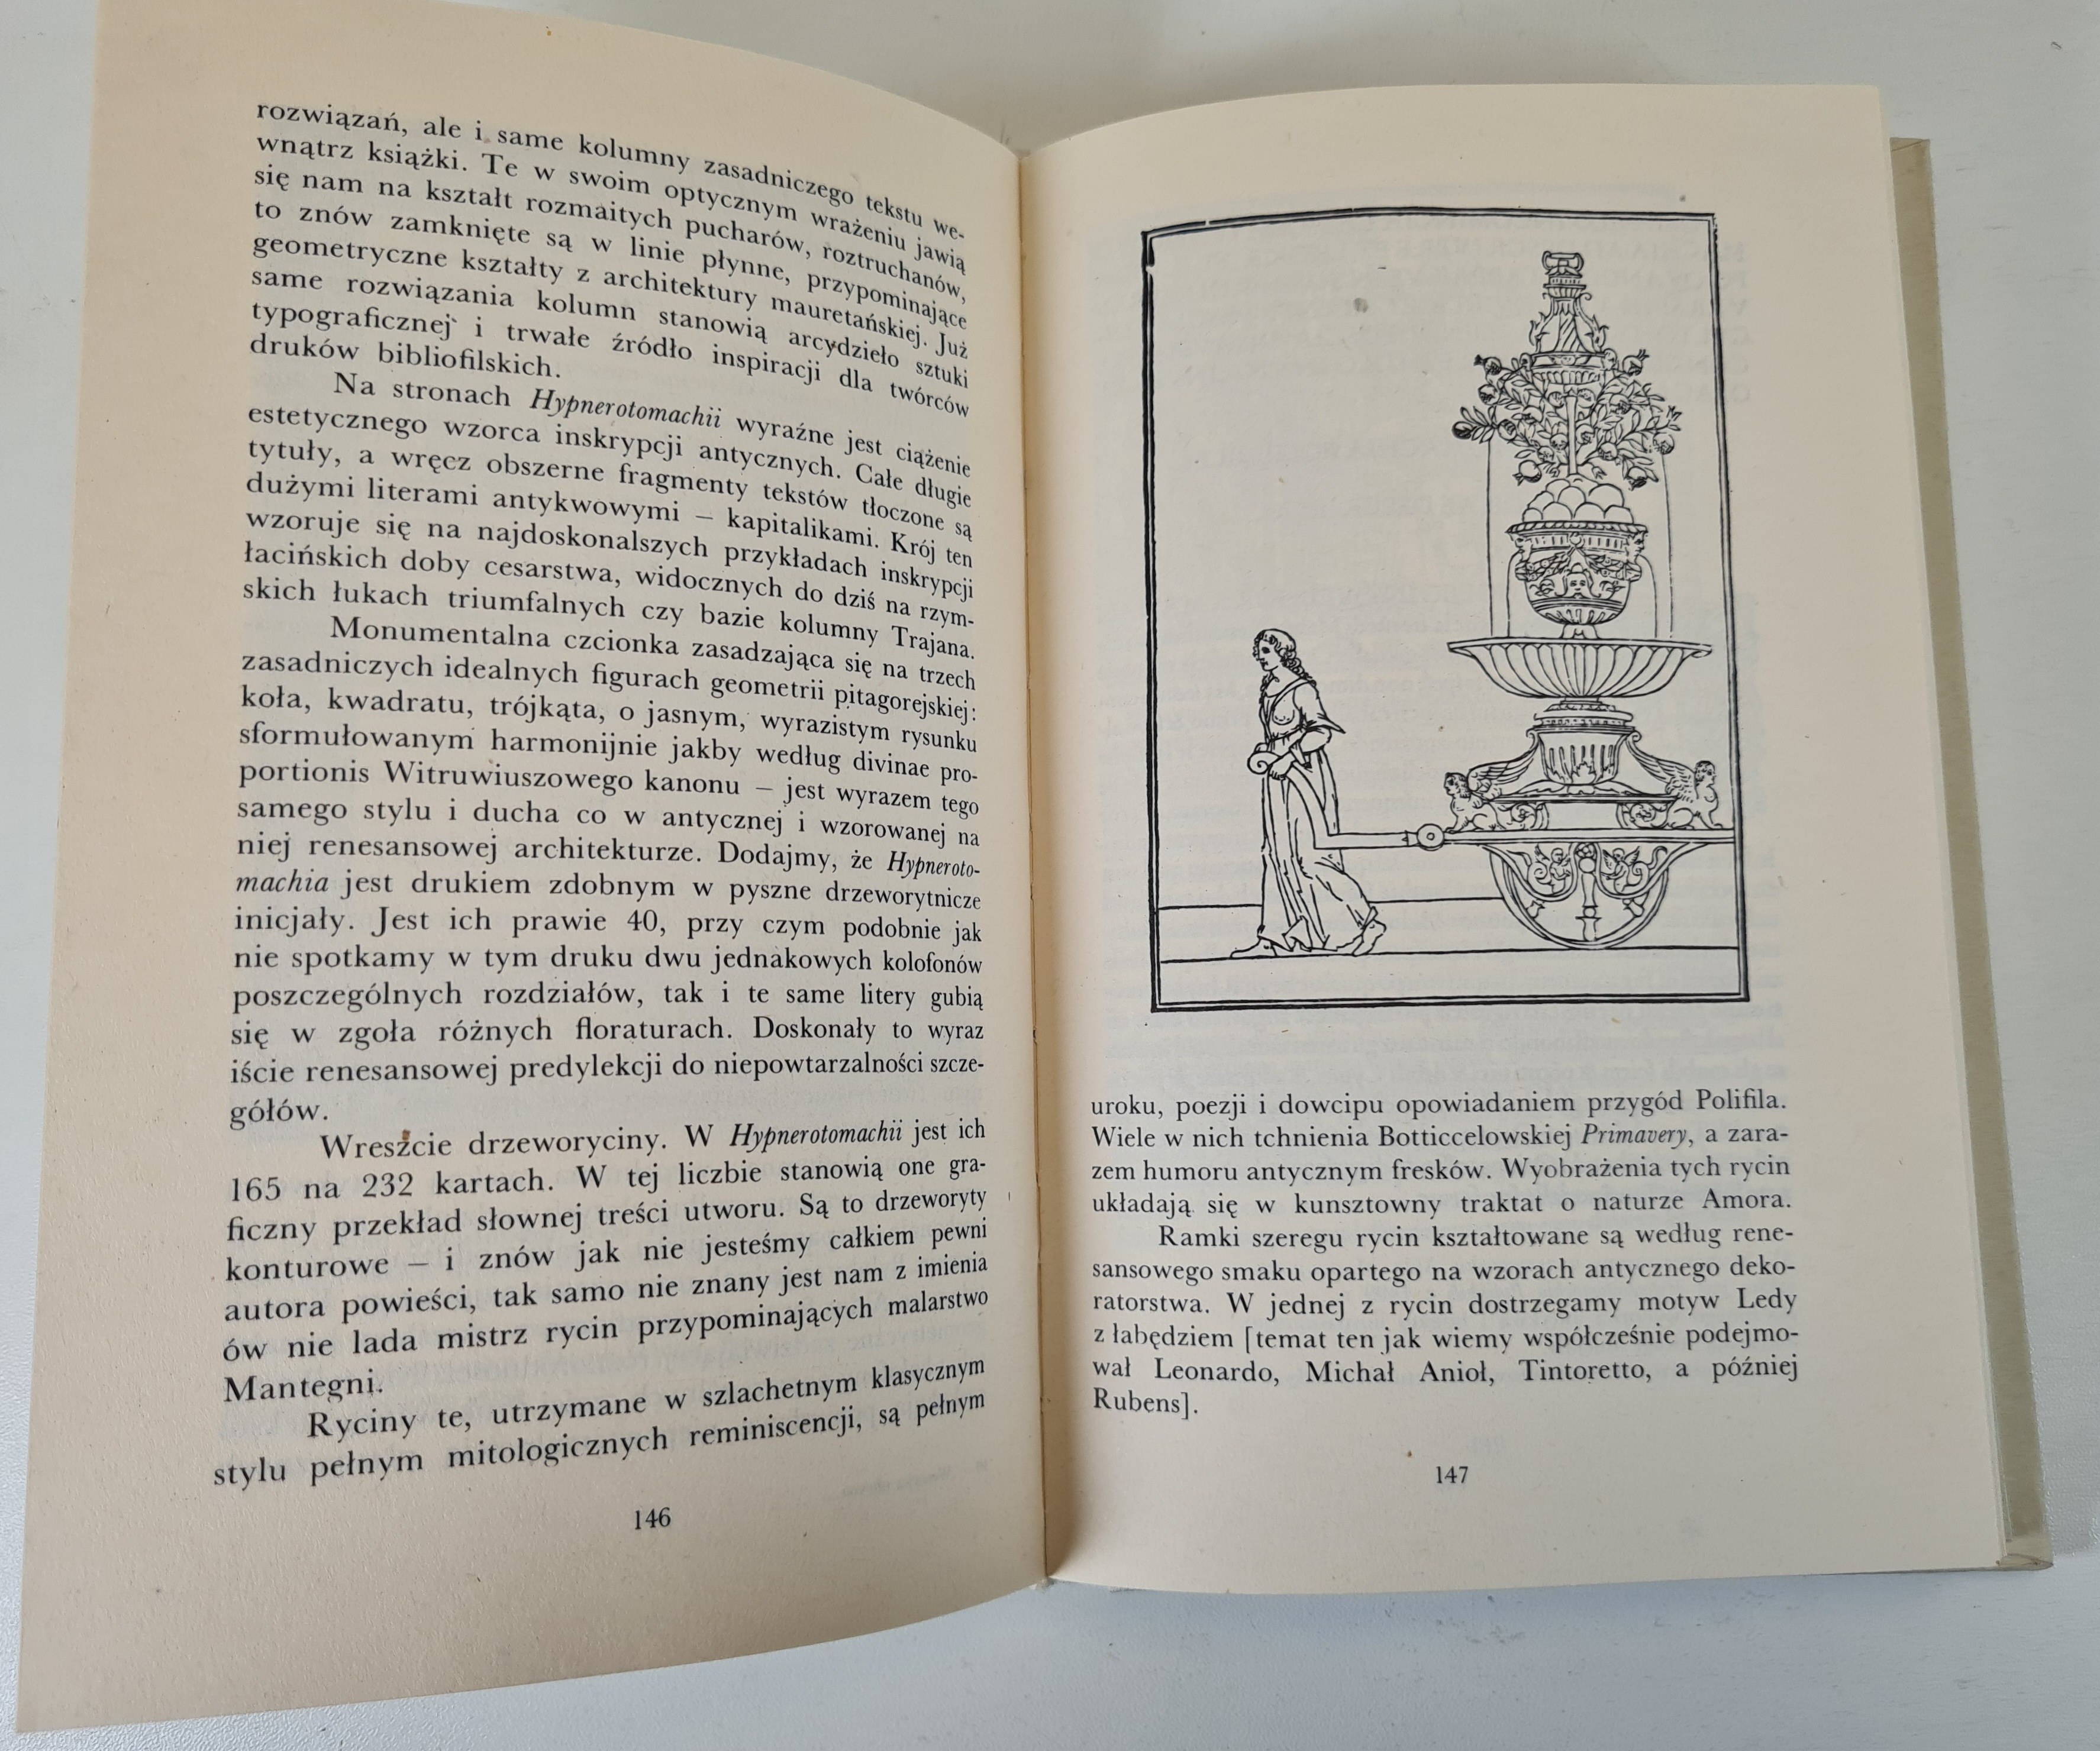 rozwiązań, ale i same kolumny zasadniczego tekstu we-
wnątrz książki. Te w swoim optycznym wrażeniu jawią
się nam na kształt rozmaitych pucharów, roztruchanów,
to znów zamknięte są w linie płynne, przypominające
geometryczne kształty z architektury mauretańskiej. Już
same rozwiązania kolumn stanowią arcydzieło sztuki
typograficznej i trwałe źródło inspiracji dla twórców
druków bibliofilskich.
Na stronach Hypnerotomachii wyraźne jest ciążenie
estetycznego wzorca inskrypcji antycznych. Całe długie
tytuły, a wręcz obszerne fragmenty tekstów tłoczone są
dużymi literami antykwowymi – kapitalikami. Krój ten
wzoruje się na najdoskonalszych przykładach inskrypcji
łacińskich doby cesarstwa, widocznych do dziś na rzym-
skich łukach triumfalnych czy bazie kolumny Trajana.
Monumentalna czcionka zasadzająca się na trzech
zasadniczych idealnych figurach geometrii pitagorejskiej:
koła, kwadratu, trójkąta, o jasnym, wyrazistym rysunku
sformułowanym harmonijnie jakby według divinae pro-
portionis Witruwiuszowego kanonu – jest wyrazem tego
samego stylu i ducha co w antycznej i wzorowanej na
niej renesansowej architekturze. Dodajmy, że Hypneroto-
machia jest drukiem zdobnym w pyszne drzeworytnicze
inicjały. Jest ich prawie 40, przy czym podobnie jak
nie spotkamy w tym druku dwu jednakowych kolofonów
poszczególnych rozdziałów, tak i te same litery gubią
się w zgoła różnych floraturach. Doskonały to wyraz
iście renesansowej predylekcji do niepowtarzalności szcze-
gółów.
Wreszcie drzeworyciny. W Hypnerotomachii jest ich
165 na 232 kartach. W tej liczbie stanowią one gra-
ficzny przekład słownej treści utworu. Są to drzeworyty
konturowe – i znów jak nie jesteśmy całkiem pewni
autora powieści, tak samo nie znany jest nam z imienia
ów nie lada mistrz rycin przypominających malarstwo
Mantegni.
Ryciny te, utrzymane w szlachetnym klasycznym
stylu pełnym mitologicznych reminiscencji, są pełnym
146
uroku, poezji i dowcipu opowiadaniem przygód Polifila.
Wiele w nich tchnienia Botticcelowskiej Primavery, a zara-
zem humoru antycznym fresków. Wyobrażenia tych rycin
układają się w kunsztowny traktat o naturze Amora.
Ramki szeregu rycin kształtowane są według rene-
sansowego smaku opartego na wzorach antycznego deko-
ratorstwa. W jednej z rycin dostrzegamy motyw Ledy
z łabędziem [temat ten jak wiemy współcześnie podejmo-
wał Leonardo, Michał Anioł, Tintoretto, a później
Rubens].
147